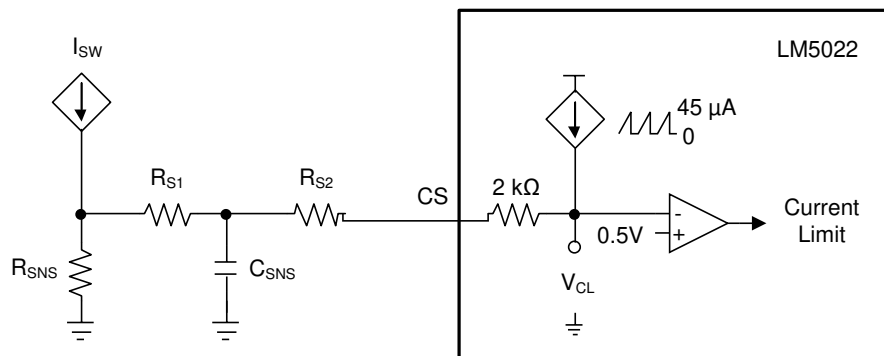 LM5022
I_SW
45 µA
0
R_S1
R_S2
CS
2 kΩ
-
+
0.5V
Current
Limit
R_SNS
C_SNS
V_CL